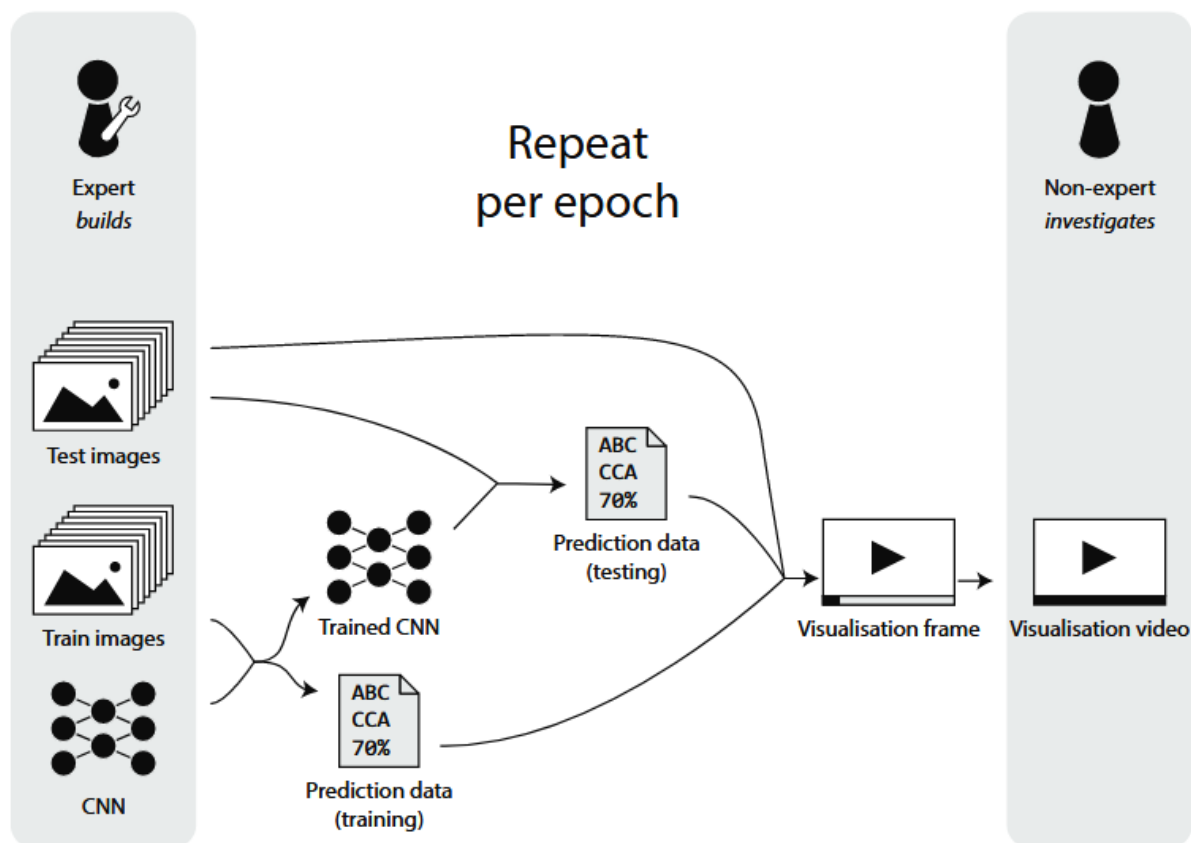 Expert
builds
Repeat
per epoch
Non-expert
investigates
Test images
ABC
CCA
70%
Prediction data
(testing)
Train images
Trained CNN
Visualisation frame
Visualisation video
ABC
CCA
70%
Prediction data
(training)
CNN